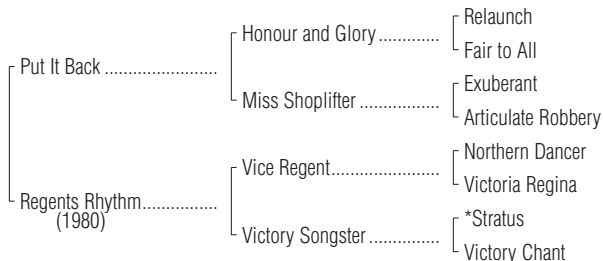 Relaunch
Honour and Glory .............
Fair to All
Put It Back ........................
Exuberant
Miss Shoplifter .................
Articulate Robbery
Northern Dancer
Vice Regent.......................
Victoria Regina
Regents Rhythm................
(1980)
*Stratus
Victory Songster ...............
Victory Chant